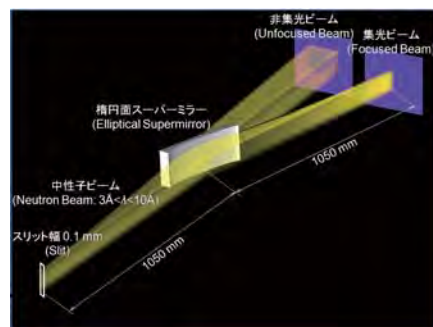 非集光ビーム
(Unfocused Beam)
集光ビーム
(Focused Beam)
楕円面スーパーミラー
(Elliptical Supermirror)
中性子ビーム
(Neutron Beam: 3Å<λ<10Å)
スリット幅 0.1 mm
(Slit)
1050 mm
1050 mm